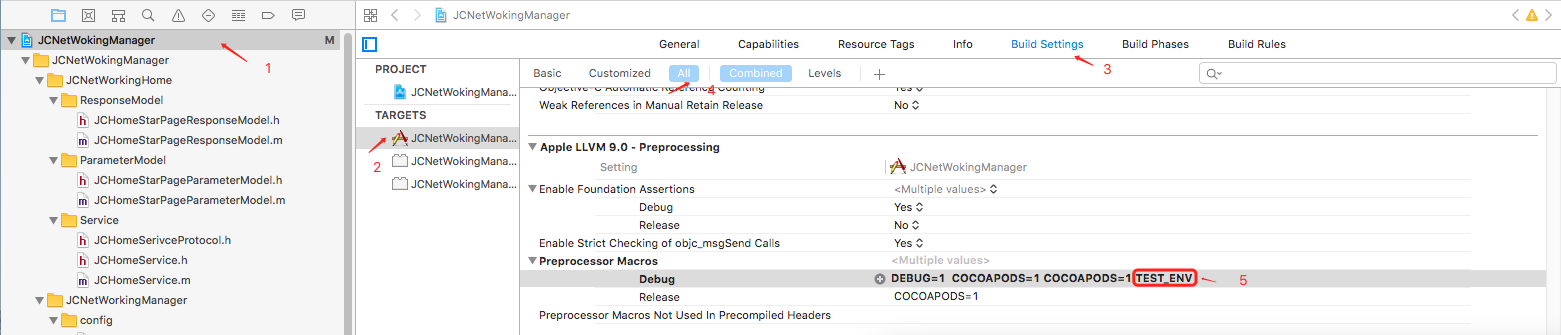 JCNetWokingManager
General Capabilities Resource Tags Info Build Settings Build Phases Build Rules
Basic Customized All Combined Levels
JCNetWokingManager M
JCNetWokingManager
JCNetWorkingHome
ResponseModel
JCHomeStarPageResponseModel.h
JCHomeStarPageResponseModel.m
ParameterModel
JCHomeStarPageParameterModel.h
JCHomeStarPageParameterModel.m
Service
JCHomeSerivceProtocol.h
JCHomeService.h
JCHomeService.m
JCNetWokingManager
config
1
PROJECT
JCNetWokingMana...
TARGETS
JCNetWokingMana...
JCNetWokingMana...
JCNetWokingMana...
2
3
4
Objective-C Automatic Reference Counting Yes
Weak References in Manual Retain Release No
Apple LLVM 9.0 - Preprocessing
Setting JCNetWokingManager
Enable Foundation Assertions <Multiple values>
Debug Yes
Release No
Enable Strict Checking of objc_msgSend Calls Yes
Preprocessor Macros <Multiple values>
Debug DEBUG=1 COCOAPODS=1 COCOAPODS=1 TEST_ENV 5
Release COCOAPODS=1
Preprocessor Macros Not Used In Precompiled Headers